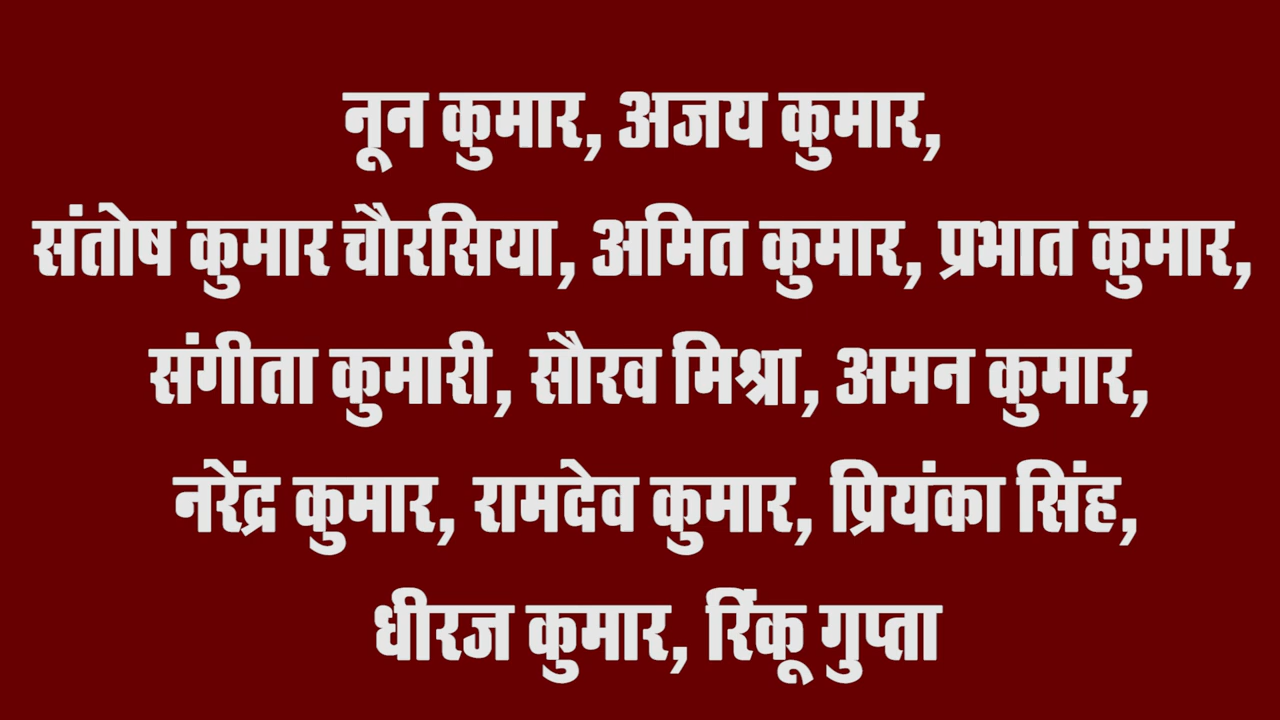 नून कुमार, अजय कुमार,
संतोष कुमार चौरसिया, अमित कुमार, प्रभात कुमार,
संगीता कुमारी, सौरव मिश्रा, अमन कुमार,
नरेंद्र कुमार, रामदेव कुमार, प्रियंका सिंह,
धीरज कुमार, रिंकू गुप्ता